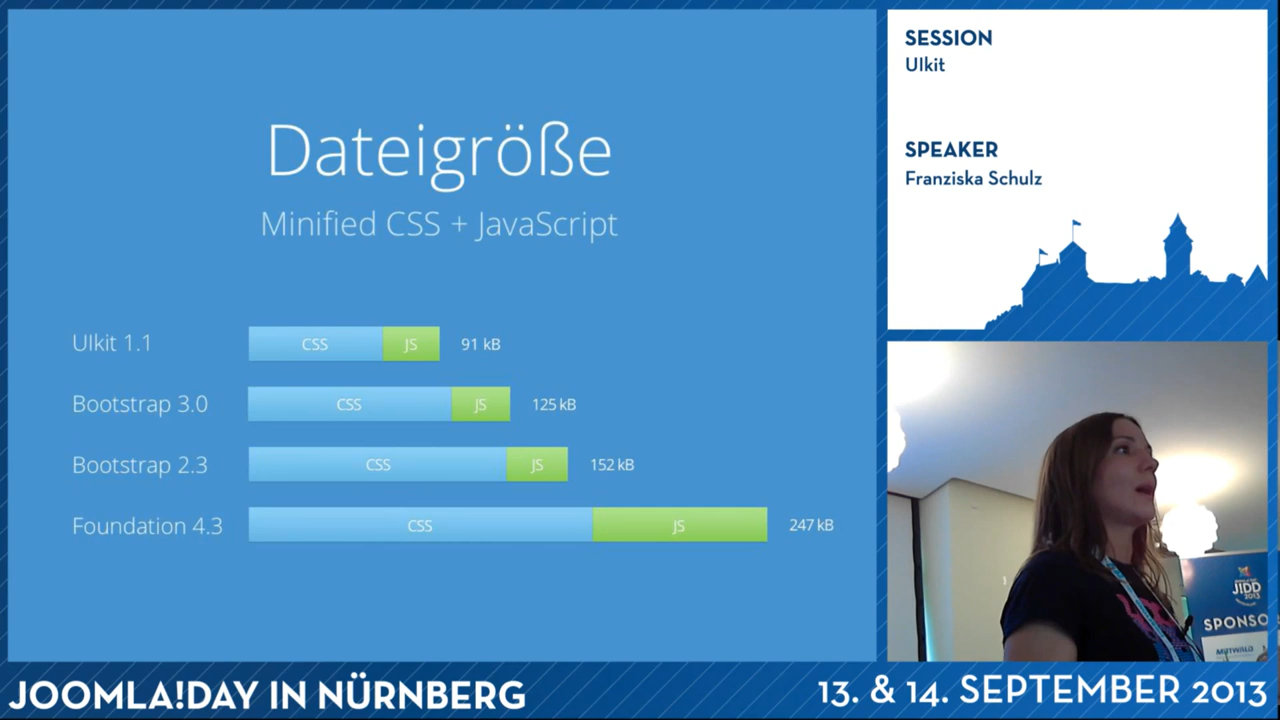 Dateigröße
Minified CSS + JavaScript
UIkit 1.1
CSS
JS
91 kB
Bootstrap 3.0
CSS
JS
125 kB
Bootstrap 2.3
CSS
JS
152 kB
Foundation 4.3
CSS
JS
247 kB
SESSION
UIkit
SPEAKER
Franziska Schulz
JIDD
2013
SPONSO
MITTWALD
JOOMLA!DAY IN NÜRNBERG
13. & 14. SEPTEMBER 2013